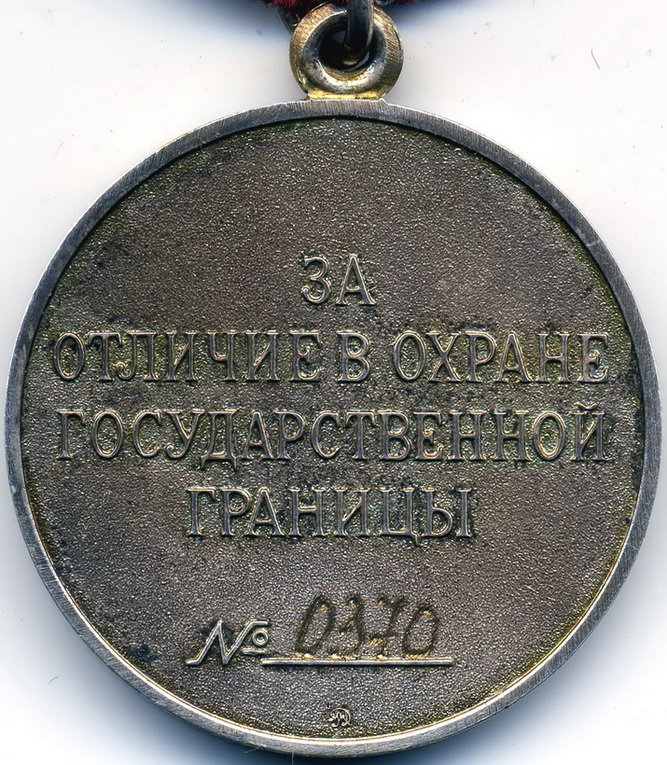 ЗА
ОТЛИЧИЕ В ОХРАНЕ
ГОСУДАРСТВЕННОЙ
ГРАНИЦЫ
№ 0370